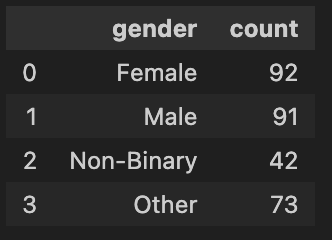 gender count
0 Female 92
1 Male 91
2 Non-Binary 42
3 Other 73